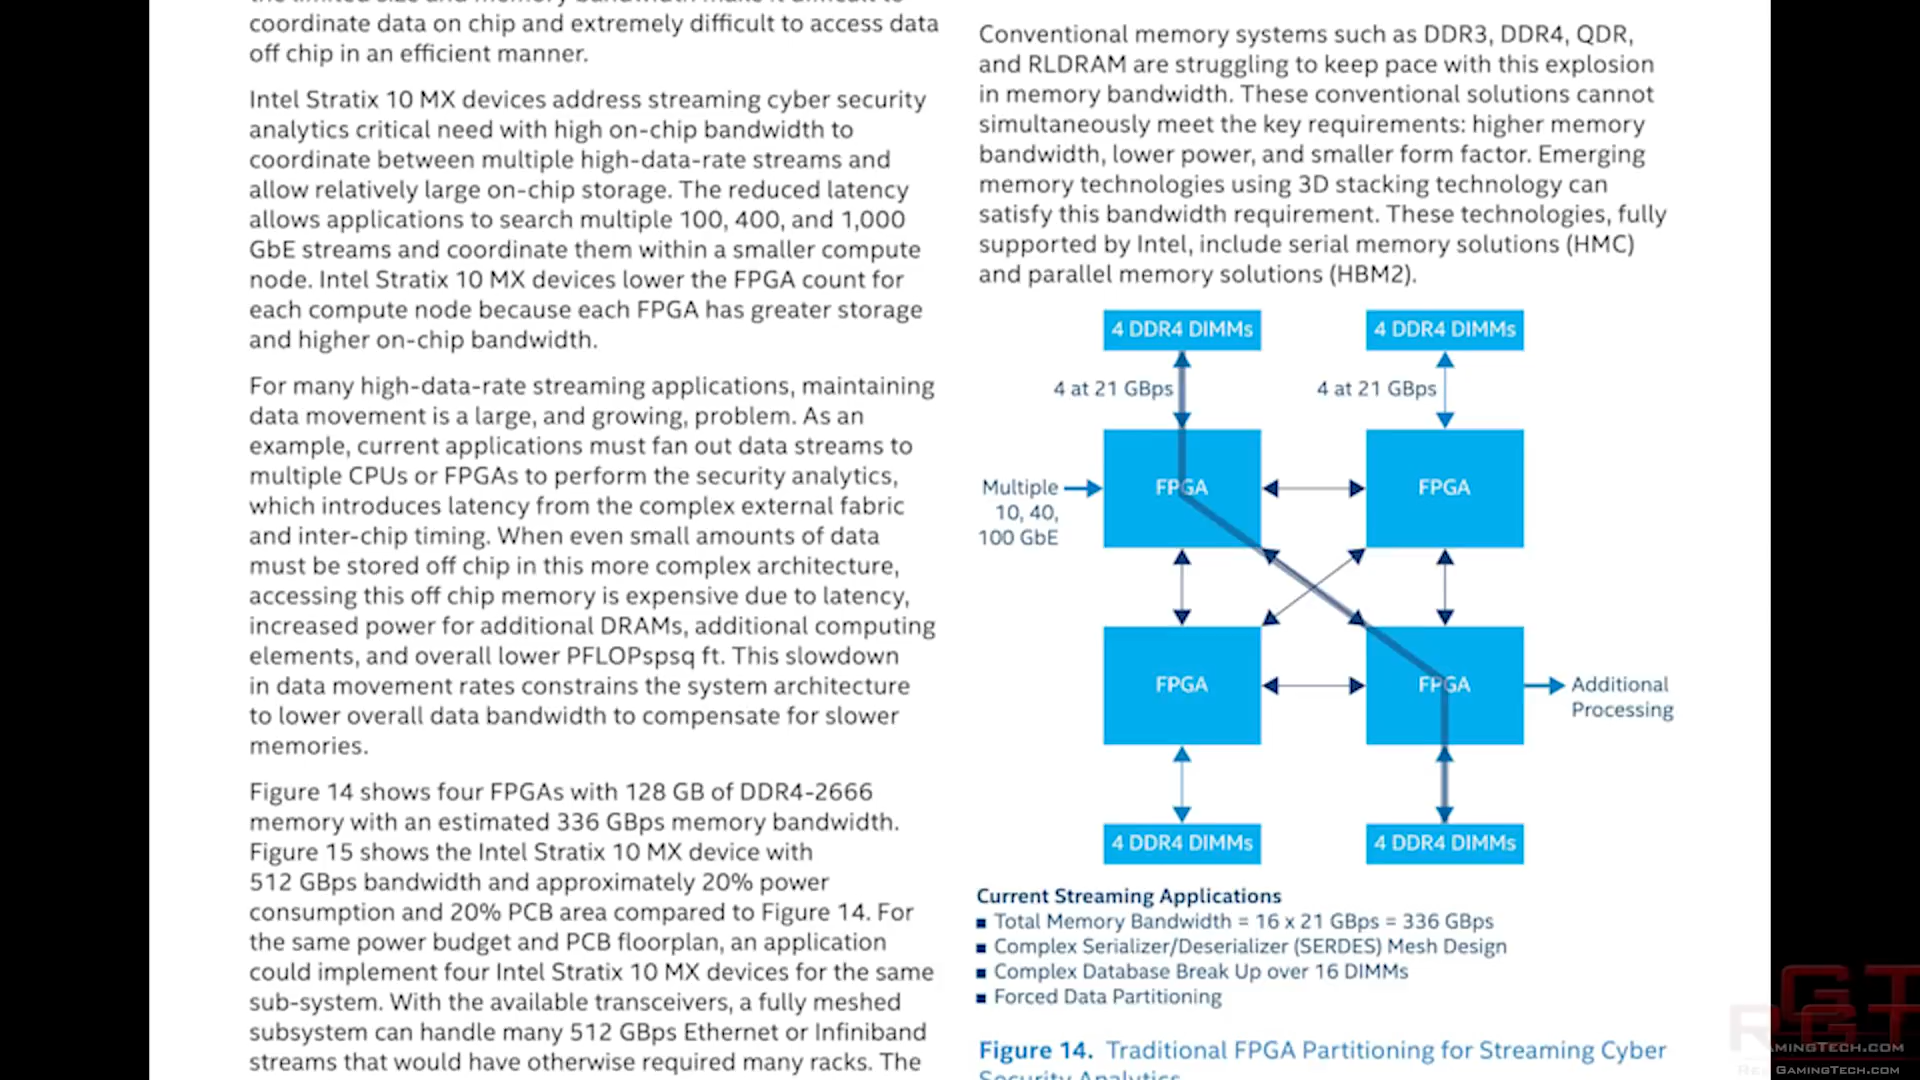 the limited size and memory bandwidth make it difficult to
coordinate data on chip and extremely difficult to access data
off chip in an efficient manner.
Intel Stratix 10 MX devices address streaming cyber security
analytics critical need with high on-chip bandwidth to
coordinate between multiple high-data-rate streams and
allow relatively large on-chip storage. The reduced latency
allows applications to search multiple 100, 400, and 1,000
GbE streams and coordinate them within a smaller compute
node. Intel Stratix 10 MX devices lower the FPGA count for
each compute node because each FPGA has greater storage
and higher on-chip bandwidth.
For many high-data-rate streaming applications, maintaining
data movement is a large, and growing, problem. As an
example, current applications must fan out data streams to
multiple CPUs or FPGAs to perform the security analytics,
which introduces latency from the complex external fabric
and inter-chip timing. When even small amounts of data
must be stored off chip in this more complex architecture,
accessing this off chip memory is expensive due to latency,
increased power for additional DRAMs, additional computing
elements, and overall lower PFLOPspsq ft. This slowdown
in data movement rates constrains the system architecture
to lower overall data bandwidth to compensate for slower
memories.
Figure 14 shows four FPGAs with 128 GB of DDR4-2666
memory with an estimated 336 GBps memory bandwidth.
Figure 15 shows the Intel Stratix 10 MX device with
512 GBps bandwidth and approximately 20% power
consumption and 20% PCB area compared to Figure 14. For
the same power budget and PCB floorplan, an application
could implement four Intel Stratix 10 MX devices for the same
sub-system. With the available transceivers, a fully meshed
subsystem can handle many 512 GBps Ethernet or Infiniband
streams that would have otherwise required many racks. The
Conventional memory systems such as DDR3, DDR4, QDR,
and RLDRAM are struggling to keep pace with this explosion
in memory bandwidth. These conventional solutions cannot
simultaneously meet the key requirements: higher memory
bandwidth, lower power, and smaller form factor. Emerging
memory technologies using 3D stacking technology can
satisfy this bandwidth requirement. These technologies, fully
supported by Intel, include serial memory solutions (HMC)
and parallel memory solutions (HBM2).
4 DDR4 DIMMs
4 DDR4 DIMMs
4 at 21 GBps
4 at 21 GBps
Multiple
10, 40,
100 GbE
FPGA
FPGA
FPGA
FPGA
Additional
Processing
4 DDR4 DIMMs
4 DDR4 DIMMs
Current Streaming Applications
■ Total Memory Bandwidth = 16 x 21 GBps = 336 GBps
■ Complex Serializer/Deserializer (SERDES) Mesh Design
■ Complex Database Break Up over 16 DIMMs
■ Forced Data Partitioning
Figure 14. Traditional FPGA Partitioning for Streaming Cyber
Security Analytics
RGT
GAMINGTECH.COM